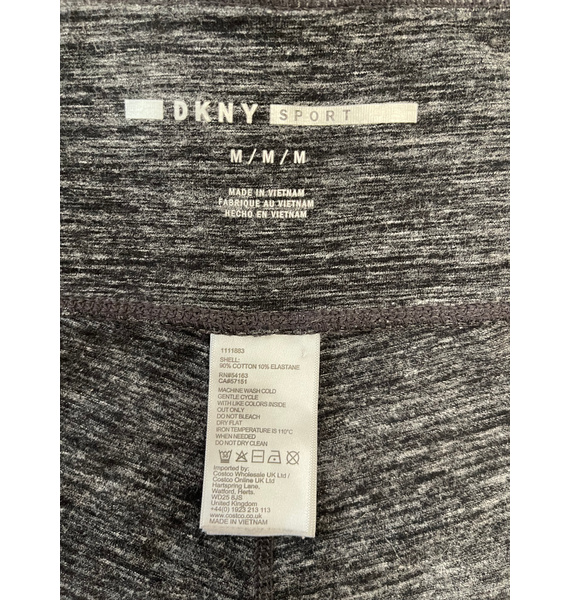 DKNY SPORT
M/M/M
MADE IN VIETNAM
FABRIQUE AU VIETNAM
HECHO EN VIETNAM
1111683
SHELL:
90% COTTON 10% ELASTANE
RN#54163
CA#57151
MACHINE WASH COLD
GENTLE CYCLE
WITH LIKE COLORS INSIDE
OUT ONLY
DO NOT BLEACH
DRY FLAT
IRON TEMPERATURE IS 110°C
WHEN NEEDED
DO NOT DRY CLEAN
Imported by:
Costco Wholesale UK Ltd /
Costco Online UK Ltd
Hartspring Lane,
Watford, Herts.
WD25 8JS
United Kingdom
+44(0) 1923 213 113
www.costco.co.uk
MADE IN VIETNAM